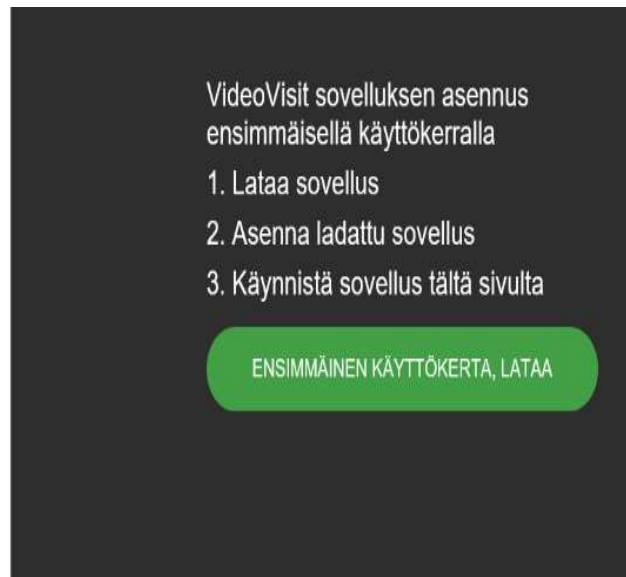 VideoVisit sovelluksen asennus
ensimmäisellä käyttökerralla
1. Lataa sovellus
2. Asenna ladattu sovellus
3. Käynnistä sovellus tältä sivulta
ENSIMMÄINEN KÄYTTÖKERTA, LATAA